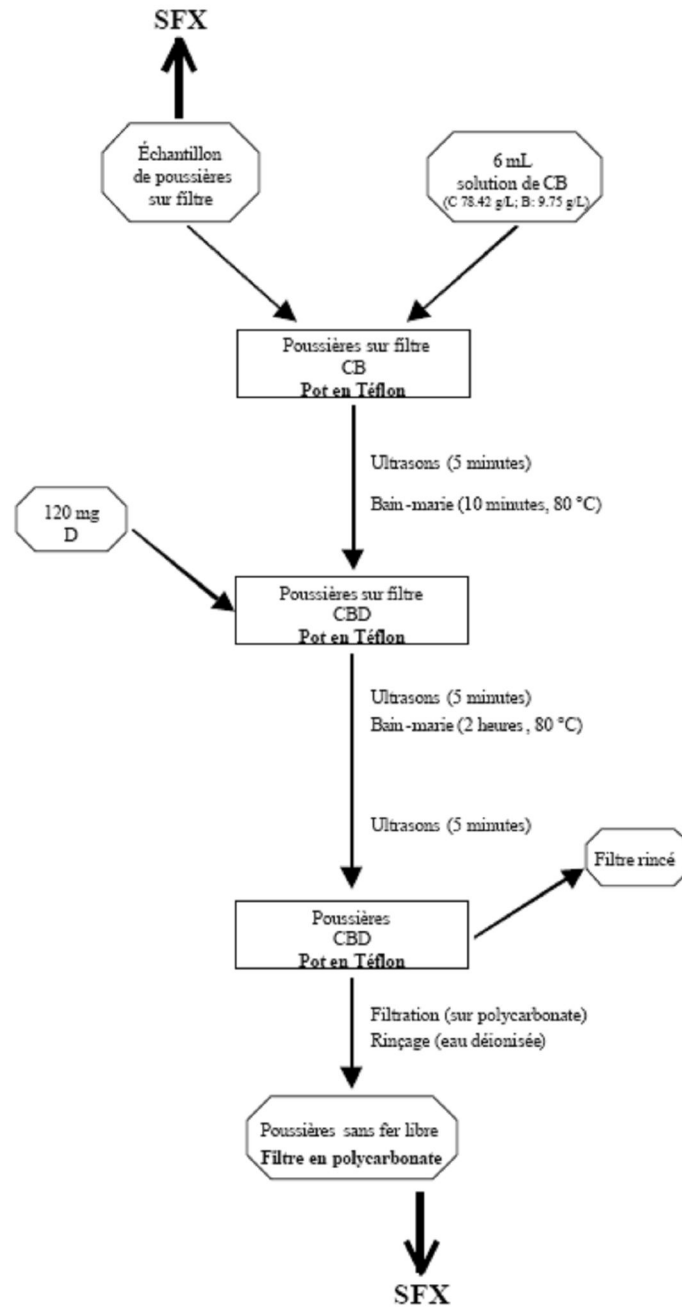 SFX
Échantillon
de poussières
sur filtre
6 mL
solution de CB
(C 78.42 g/L; B: 9.75 g/L)
Poussières sur filtre
CB
Pot en Téflon
Ultrasons (5 minutes)
Bain-marie (10 minutes, 80 °C)
120 mg
D
Poussières sur filtre
CBD
Pot en Téflon
Ultrasons (5 minutes)
Bain-marie (2 heures, 80 °C)
Ultrasons (5 minutes)
Filtre rincé
Poussières
CBD
Pot en Téflon
Filtration (sur polycarbonate)
Rinçage (eau déionisée)
Poussières sans fer libre
Filtre en polycarbonate
SFX